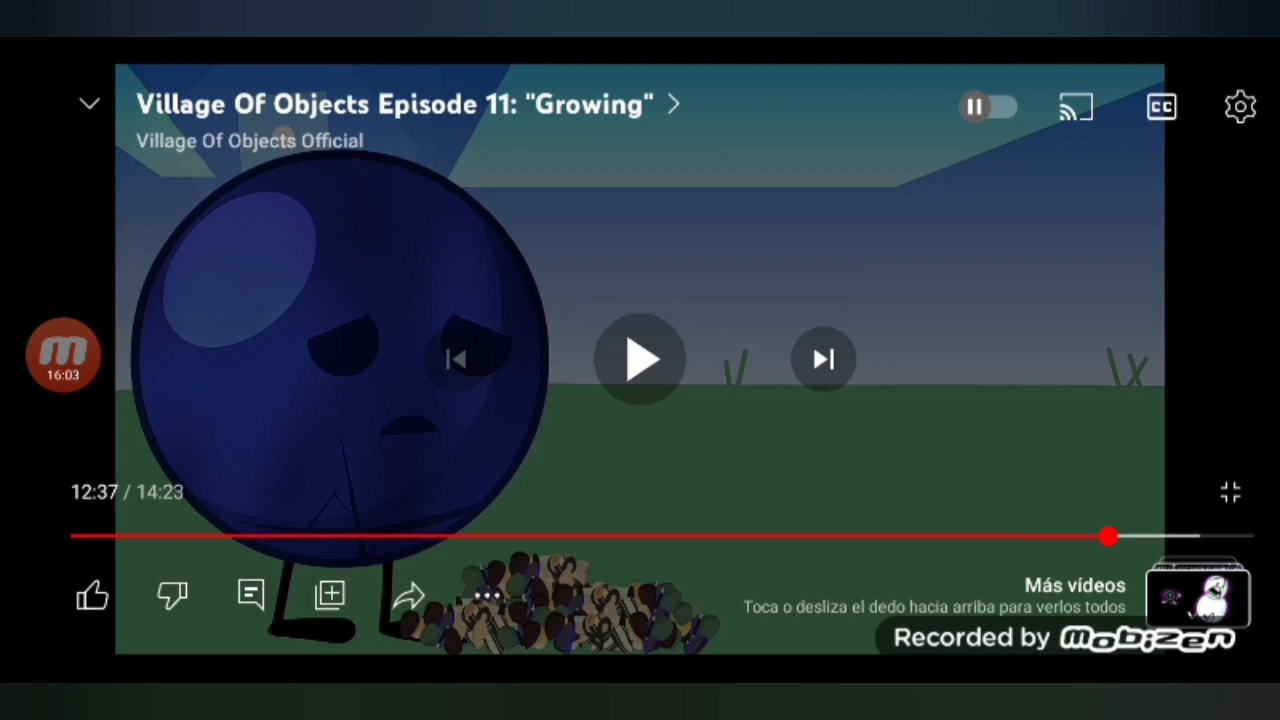 Village Of Objects Episode 11: "Growing"
Village Of Objects Official
CC
m
16:03
12:37 / 14:23
Más vídeos
Toca o desliza el dedo hacia arriba para verlos todos
Recorded by mobizen